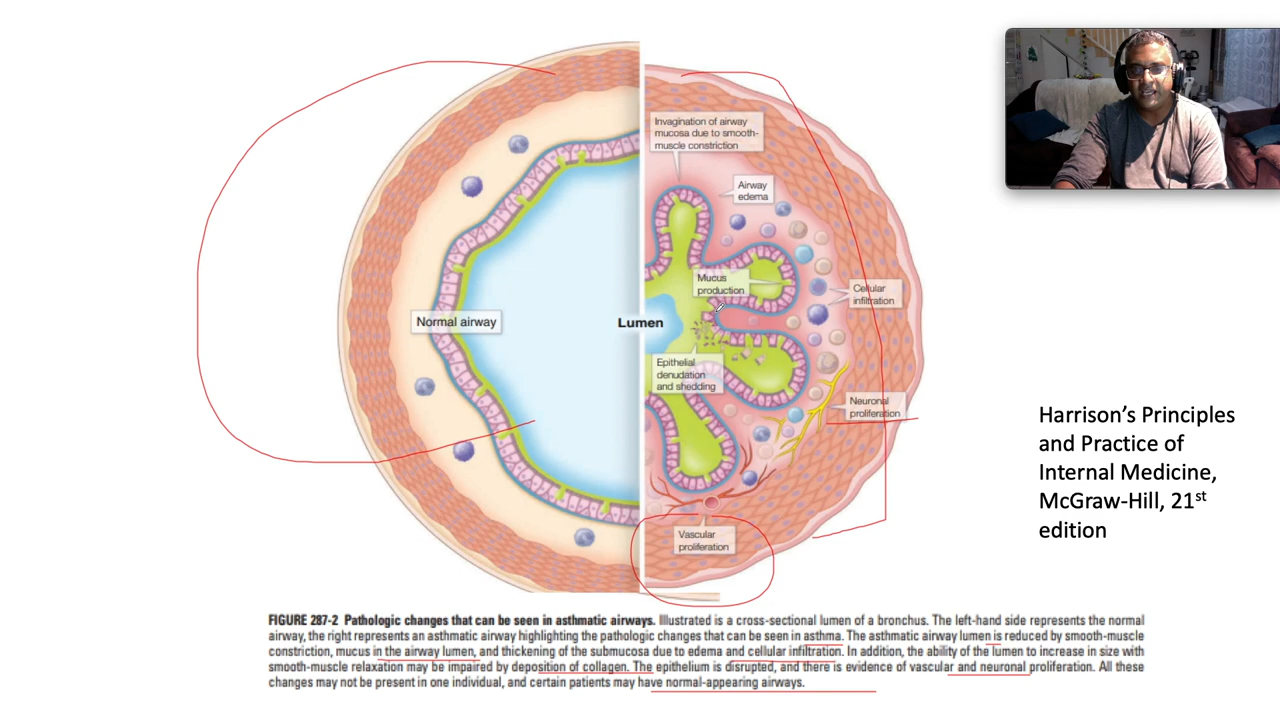 Invagination of airway
mucosa due to smooth-
muscle constriction
Airway
edema
Mucus
production
Cellular
infiltration
Normal airway
Lumen
Epithelial
denudation
and shedding
Neuronal
proliferation
Vascular
proliferation
Harrison’s Principles
and Practice of
Internal Medicine,
McGraw-Hill, 21st
edition
FIGURE 287-2 Pathologic changes that can be seen in asthmatic airways. Illustrated is a cross-sectional lumen of a bronchus. The left-hand side represents the normal
airway, the right represents an asthmatic airway highlighting the pathologic changes that can be seen in asthma. The asthmatic airway lumen is reduced by smooth-muscle
constriction, mucus in the airway lumen, and thickening of the submucosa due to edema and cellular infiltration. In addition, the ability of the lumen to increase in size with
smooth-muscle relaxation may be impaired by deposition of collagen. The epithelium is disrupted, and there is evidence of vascular and neuronal proliferation. All these
changes may not be present in one individual, and certain patients may have normal-appearing airways.